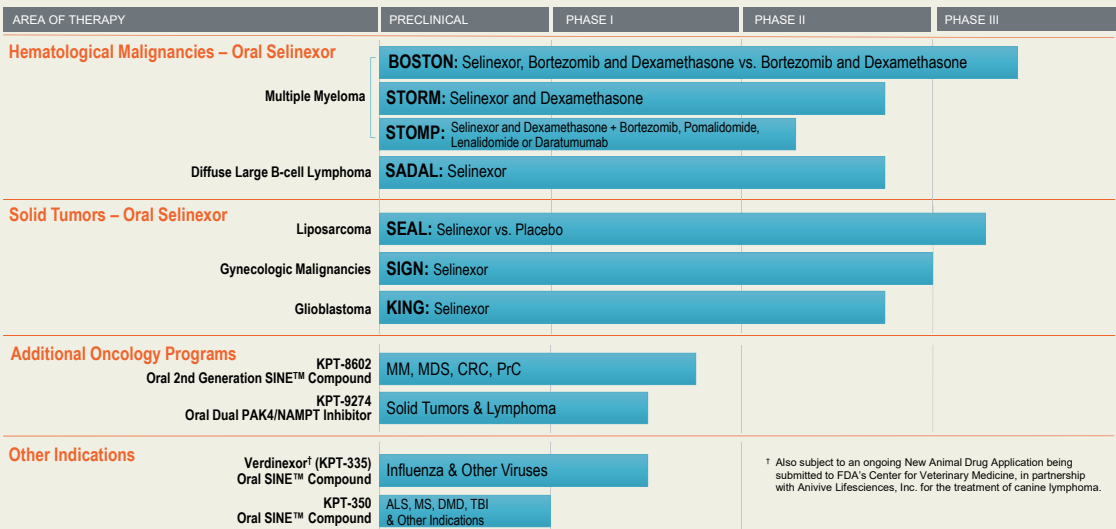 AREA OF THERAPY PRECLINICAL PHASE I PHASE II PHASE III
Hematological Malignancies – Oral Selinexor
BOSTON: Selinexor, Bortezomib and Dexamethasone vs. Bortezomib and Dexamethasone
Multiple Myeloma
STORM: Selinexor and Dexamethasone
STOMP: Selinexor and Dexamethasone + Bortezomib, Pomalidomide,
Lenalidomide or Daratumumab
Diffuse Large B-cell Lymphoma
SADAL: Selinexor
Solid Tumors – Oral Selinexor
Liposarcoma
SEAL: Selinexor vs. Placebo
Gynecologic Malignancies
SIGN: Selinexor
Glioblastoma
KING: Selinexor
Additional Oncology Programs
KPT-8602
Oral 2nd Generation SINE™ Compound
MM, MDS, CRC, PrC
KPT-9274
Oral Dual PAK4/NAMPT Inhibitor
Solid Tumors & Lymphoma
Other Indications
Verdinexor† (KPT-335)
Oral SINE™ Compound
Influenza & Other Viruses
KPT-350
Oral SINE™ Compound
ALS, MS, DMD, TBI
& Other Indications
† Also subject to an ongoing New Animal Drug Application being
submitted to FDA's Center for Veterinary Medicine, in partnership
with Anivive Lifesciences, Inc. for the treatment of canine lymphoma.